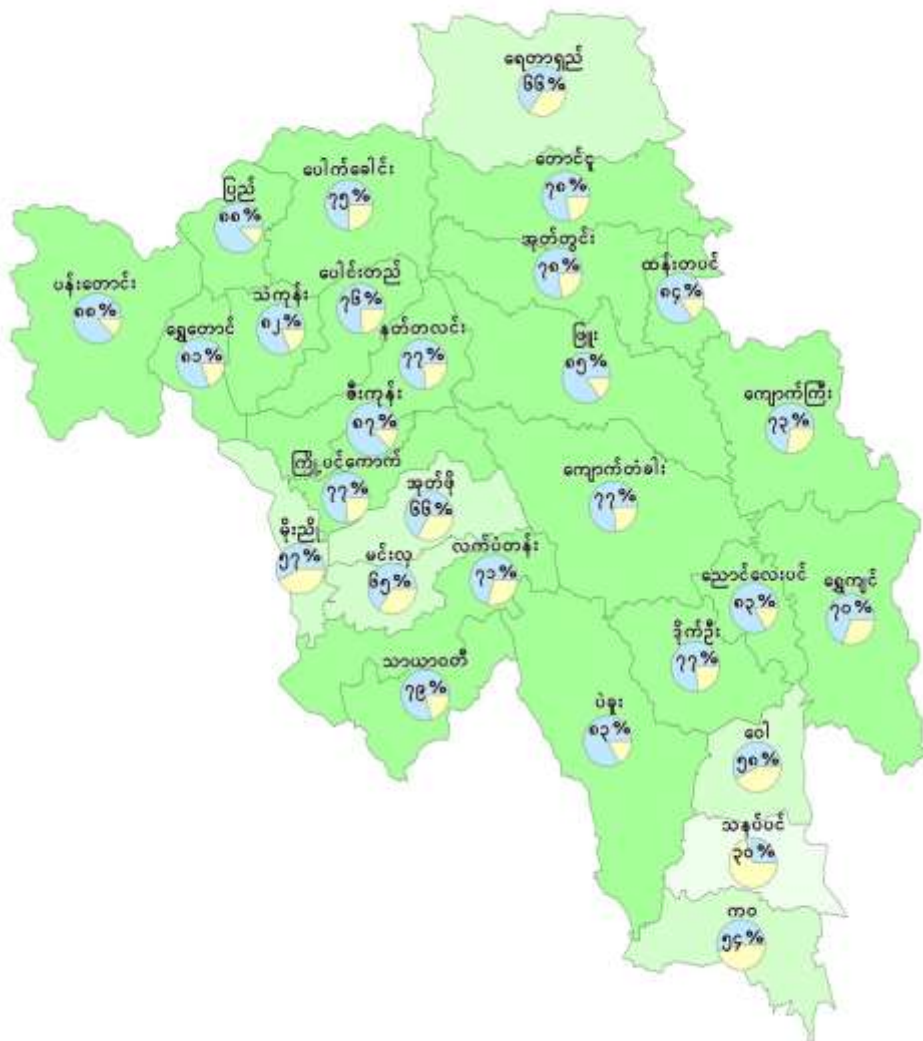 ရေတာရှည်
၆၆%
တောင်ငူ
၇၈%
ပေါက်ခေါင်း
၇၅%
ပြည်
၈၈%
အုတ်တွင်း
၇၈%
ထန်းတပင်
၈၄%
ပန်းတောင်း
၈၈%
ပေါင်းတည်
၇၆%
သဲကုန်း
၈၂%
ရွှေတောင်
၈၁%
နတ်တလင်း
၇၇%
ဖြူး
၈၅%
ကျောက်ကြီး
၇၃%
ဇီးကုန်း
၈၇%
ကြို့ပင်ကောက်
၇၇%
အုတ်ဖို
၆၆%
ကျောက်တံခါး
၇၇%
မိုးညို
၅၇%
မင်းလှ
၆၅%
လက်ပံတန်း
၇၁%
ညောင်လေးပင်
၈၃%
ရွှေကျင်
၇၀%
ဒိုက်ဦး
၇၇%
သာယာဝတီ
၇၉%
ပဲခူး
၈၃%
ဝေါ
၅၈%
သနပ်ပင်
၃၀%
ကဝ
၅၄%